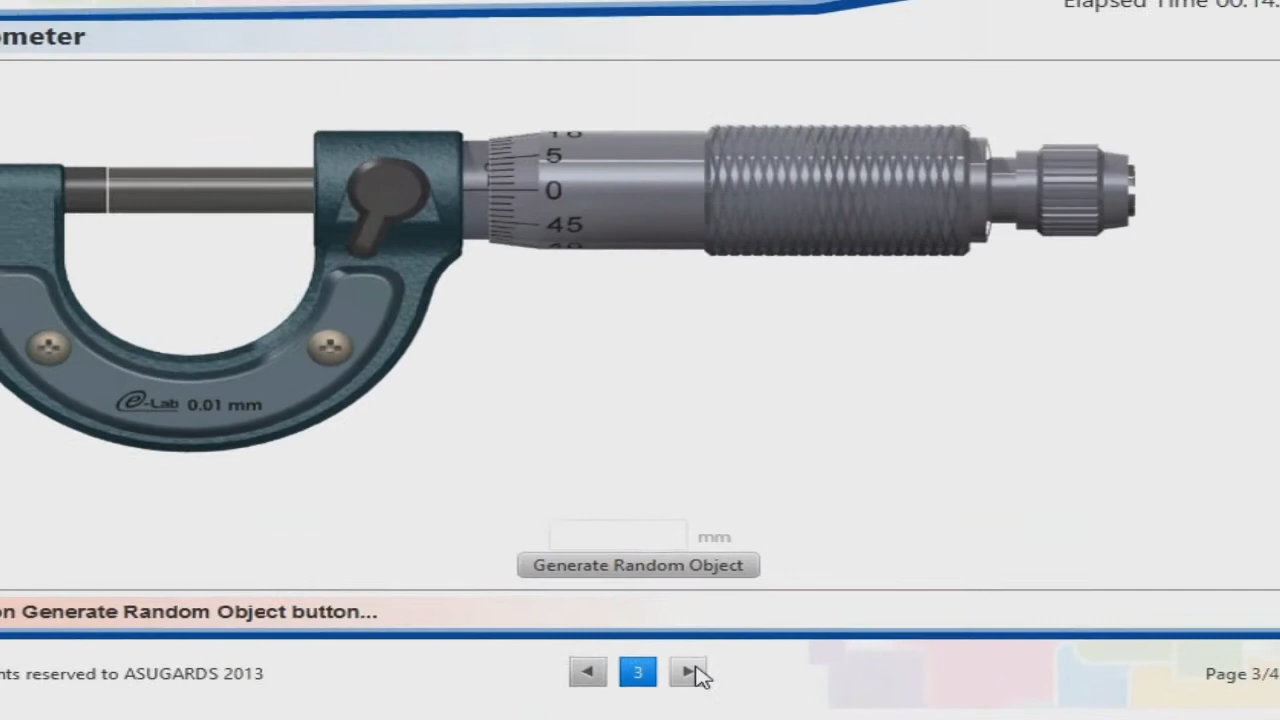 Elapsed Time 00:14:
ometer
5
0
45
e-Lab 0.01 mm
mm
Generate Random Object
on Generate Random Object button...
nts reserved to ASUGARDS 2013
3
Page 3/4